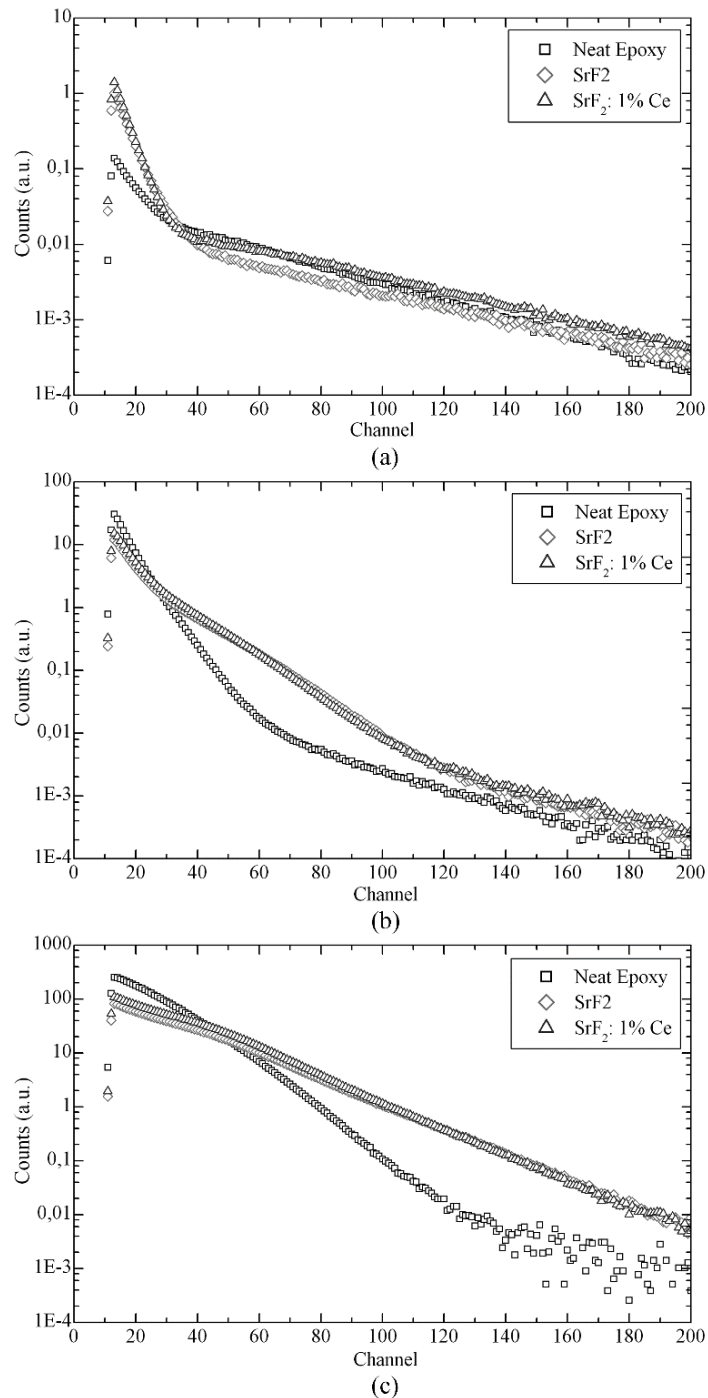 10
1
0,1
0,01
1E-3
1E-4
Counts (a.u.)
Neat Epoxy
SrF2
SrF₂: 1% Ce
0 20 40 60 80 100 120 140 160 180 200
Channel
(a)
100
10
1
0,1
0,01
1E-3
1E-4
Counts (a.u.)
Neat Epoxy
SrF2
SrF₂: 1% Ce
0 20 40 60 80 100 120 140 160 180 200
Channel
(b)
1000
100
10
1
0,1
0,01
1E-3
1E-4
Counts (a.u.)
Neat Epoxy
SrF2
SrF₂: 1% Ce
0 20 40 60 80 100 120 140 160 180 200
Channel
(c)